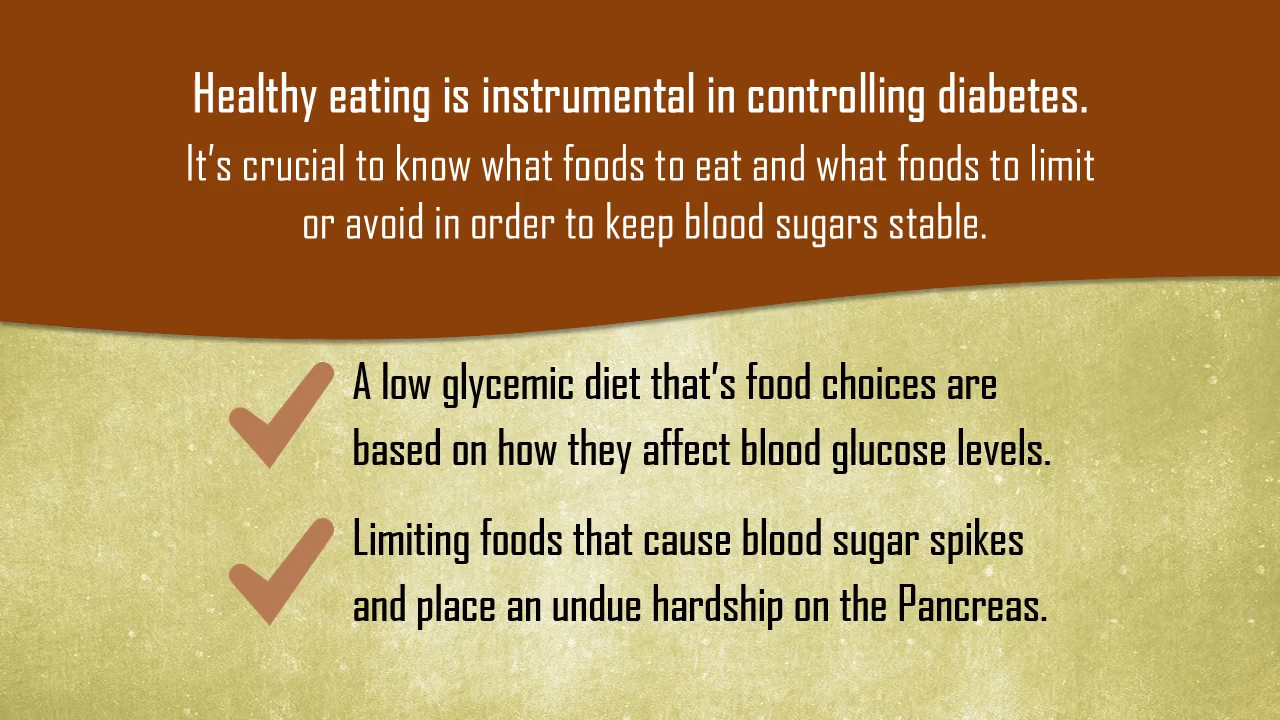 Healthy eating is instrumental in controlling diabetes.
It's crucial to know what foods to eat and what foods to limit
or avoid in order to keep blood sugars stable.
A low glycemic diet that's food choices are
based on how they affect blood glucose levels.
Limiting foods that cause blood sugar spikes
and place an undue hardship on the Pancreas.